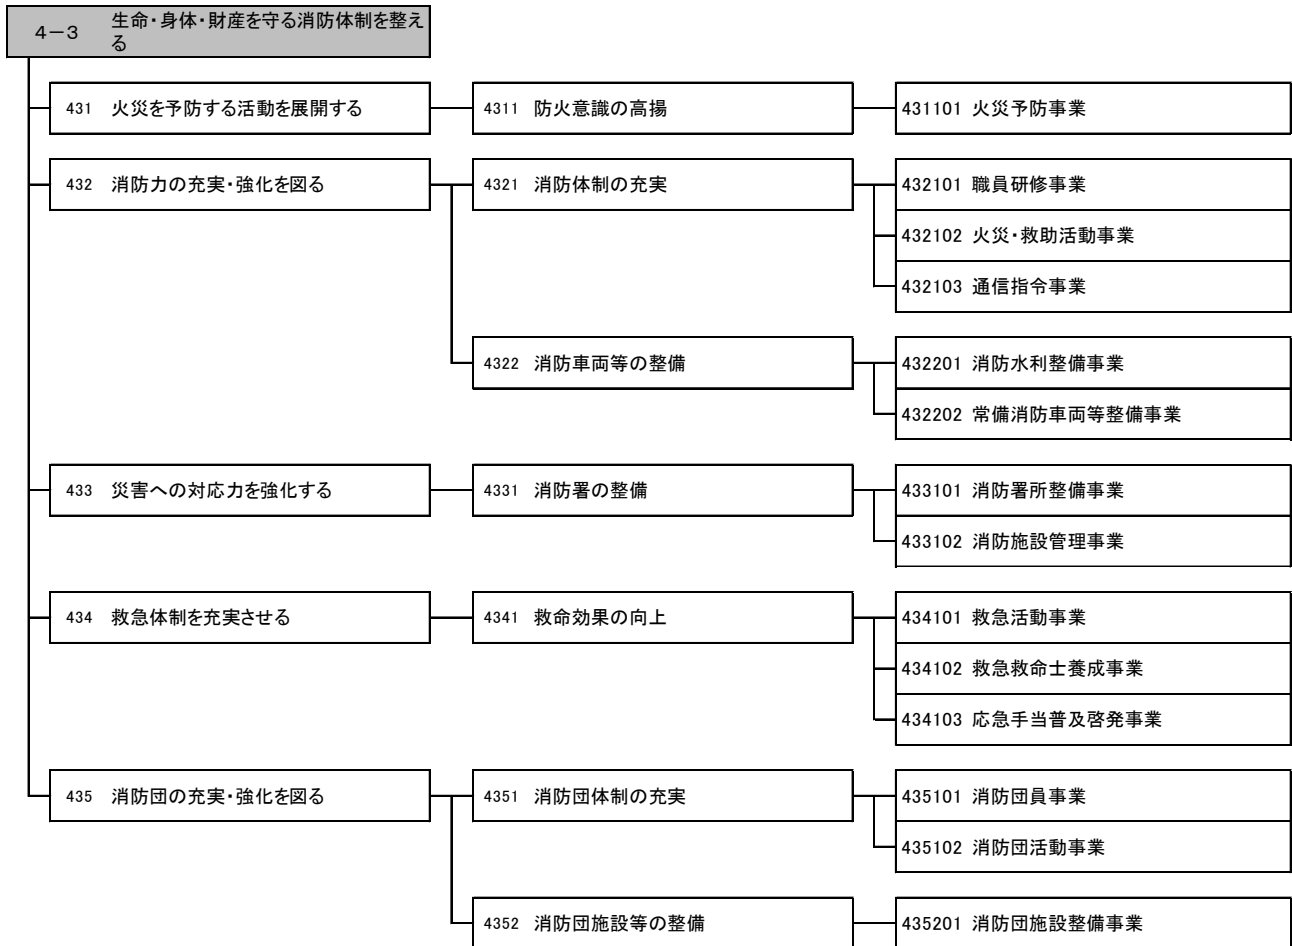 4－3 生命・身体・財産を守る消防体制を整え
る
431 火災を予防する活動を展開する 4311 防火意識の高揚 431101 火災予防事業
432 消防力の充実・強化を図る 4321 消防体制の充実 432101 職員研修事業
432102 火災・救助活動事業
432103 通信指令事業
4322 消防車両等の整備 432201 消防水利整備事業
432202 常備消防車両等整備事業
433 災害への対応力を強化する 4331 消防署の整備 433101 消防署所整備事業
433102 消防施設管理事業
434 救急体制を充実させる 4341 救命効果の向上 434101 救急活動事業
434102 救急救命士養成事業
434103 応急手当普及啓発事業
435 消防団の充実・強化を図る 4351 消防団体制の充実 435101 消防団員事業
435102 消防団活動事業
4352 消防団施設等の整備 435201 消防団施設整備事業